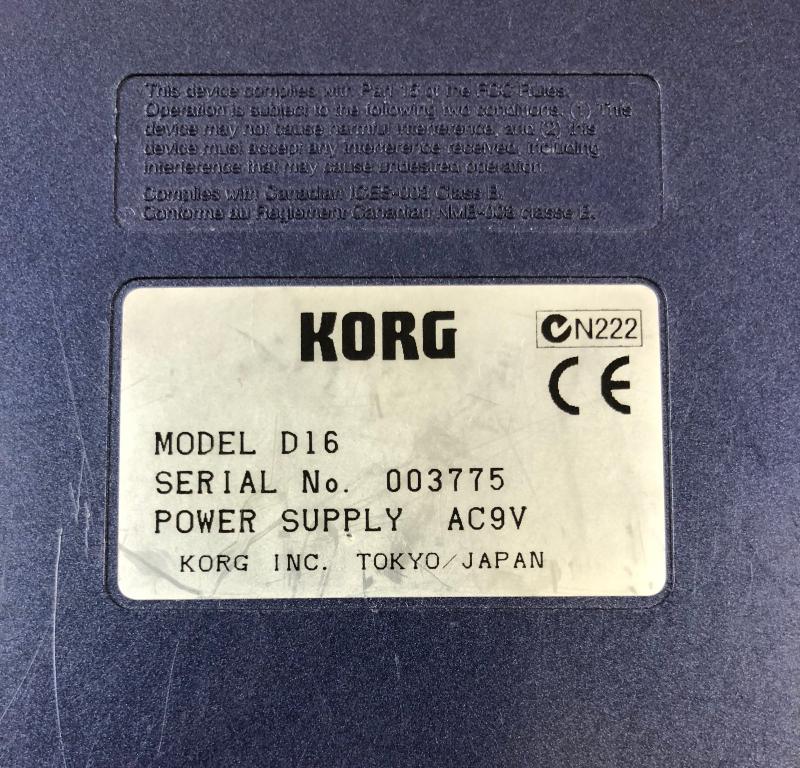 This device complies with Part 15 of the FCC Rules.
Operation is subject to the following two conditions. (1) This
device may not cause harmful interference, and (2) this
device must accept any interference received, including
interference that may cause undesired operation.
Complies with Canadian ICES-003 Class B.
Conforme au Reglement Canadian NMB-003 classe B.
KORG
N222
CE
MODEL D16
SERIAL No. 003775
POWER SUPPLY AC9V
KORG INC. TOKYO/JAPAN